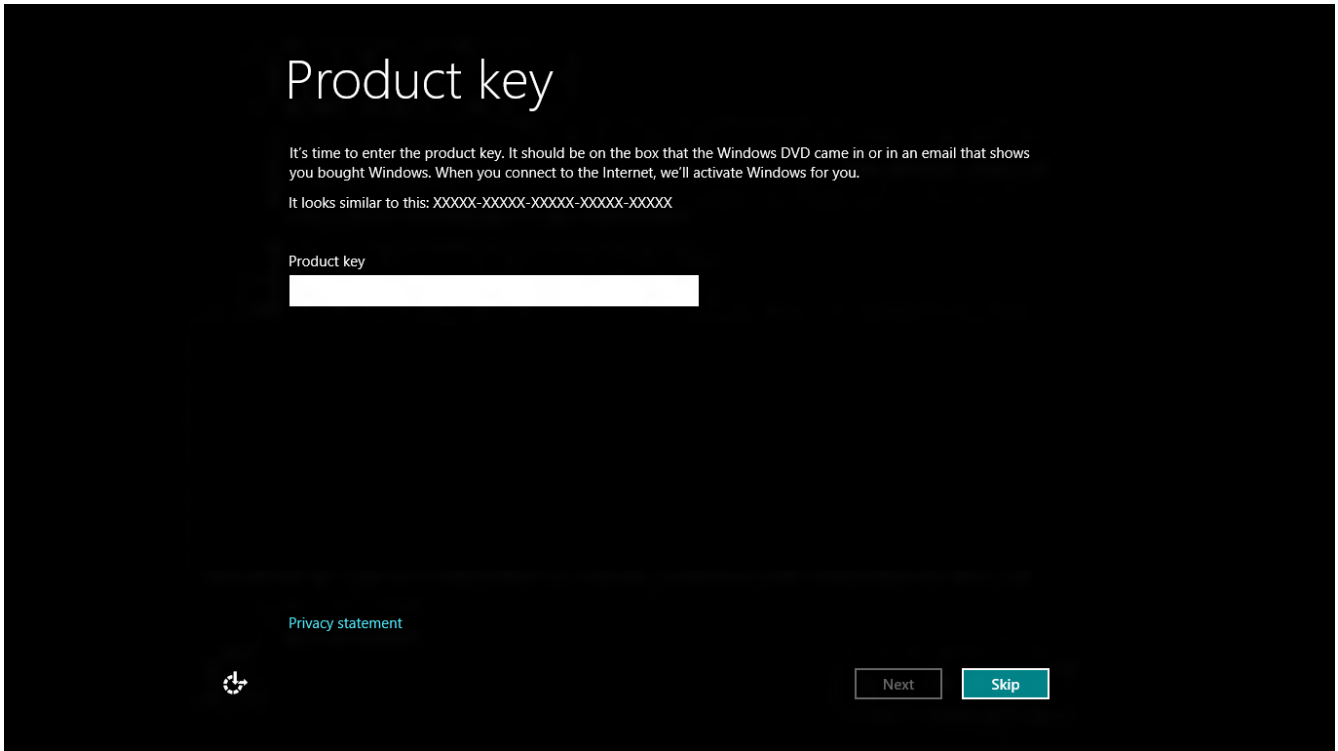 Product key
It's time to enter the product key. It should be on the box that the Windows DVD came in or in an email that shows
you bought Windows. When you connect to the Internet, we'll activate Windows for you.
It looks similar to this: XXXXX-XXXXX-XXXXX-XXXXX-XXXXX
Product key
Privacy statement
Next
Skip